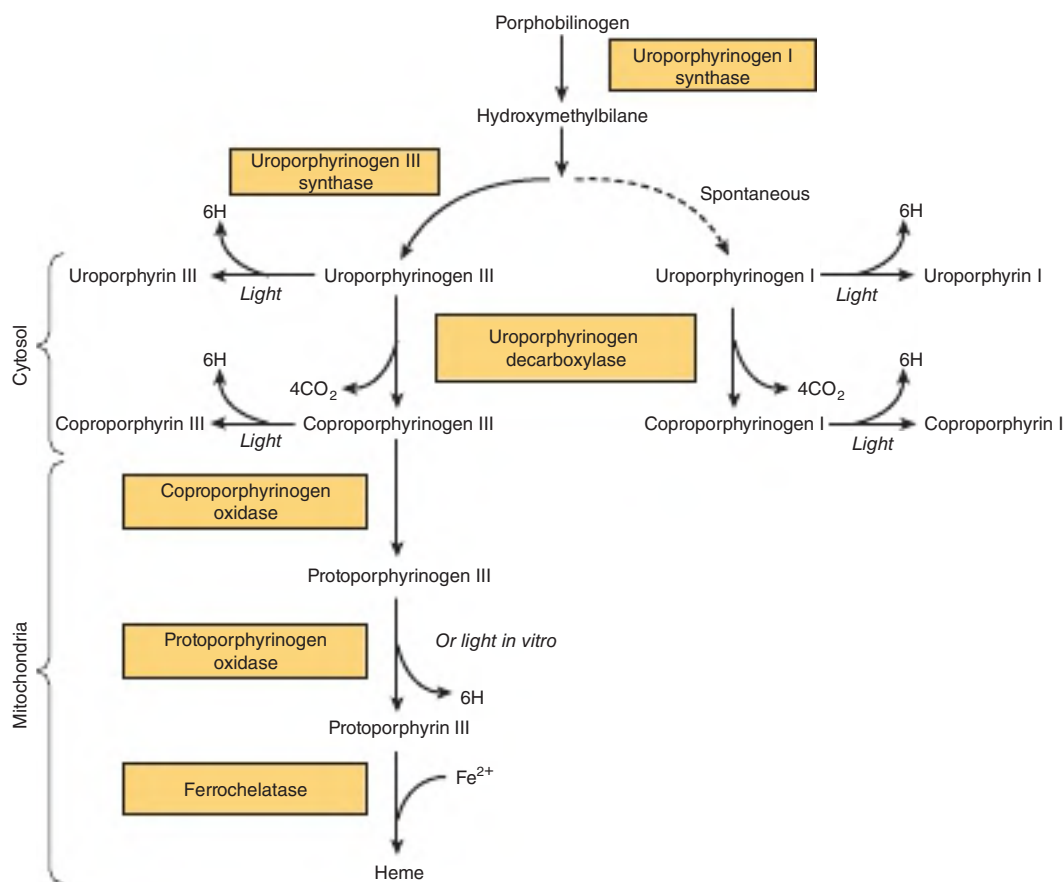 Porphobilinogen
Uroporphyrinogen I
synthase
Hydroxymethylbilane
Uroporphyrinogen III
synthase
Spontaneous
6H
6H
Uroporphyrin III
Light
Uroporphyrinogen III
Uroporphyrinogen I
Light
Uroporphyrin I
Cytosol
Uroporphyrinogen
decarboxylase
6H
4CO₂
4CO₂
6H
Coproporphyrin III
Light
Coproporphyrinogen III
Coproporphyrinogen I
Light
Coproporphyrin I
Mitochondria
Coproporphyrinogen
oxidase
Protoporphyrinogen III
Protoporphyrinogen
oxidase
Or light in vitro
6H
Protoporphyrin III
Ferrochelatase
Fe²⁺
Heme